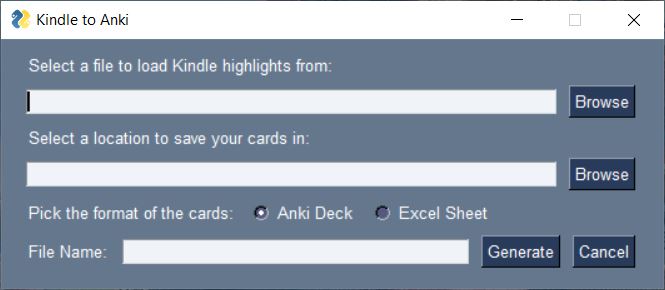 Kindle to Anki
Select a file to load Kindle highlights from:
Browse
Select a location to save your cards in:
Browse
Pick the format of the cards: Anki Deck Excel Sheet
File Name: Generate Cancel